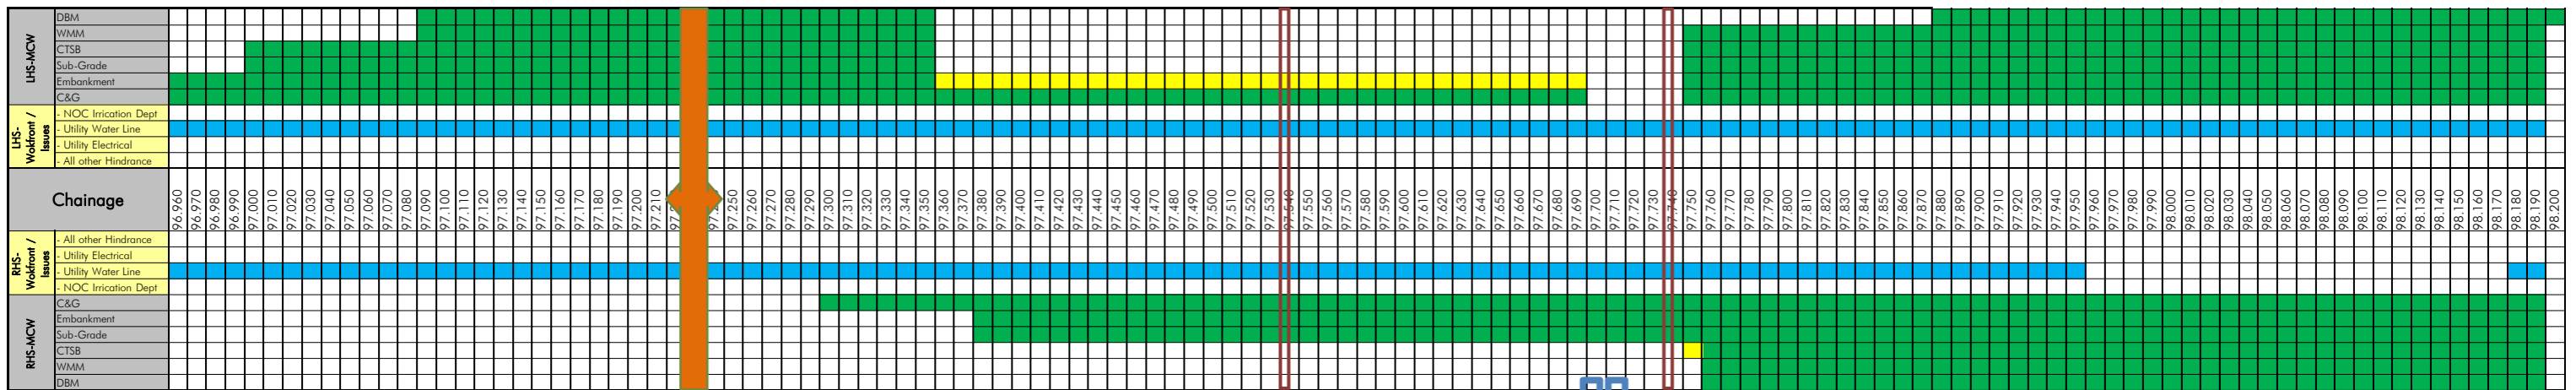 LHS-MCW
DBM
WMM
CTSB
Sub-Grade
Embankment
C&G
LHS-
Wokfront /
Issues
- NOC Irrication Dept
- Utility Water Line
- Utility Electrical
- All other Hindrance
Chainage
96.960 96.970 96.980 96.990 97.000 97.010 97.020 97.030 97.040 97.050 97.060 97.070 97.080 97.090 97.100 97.110 97.120 97.130 97.140 97.150 97.160 97.170 97.180 97.190 97.200 97.210 97.250 97.260 97.270 97.280 97.290 97.300 97.310 97.320 97.330 97.340 97.350 97.360 97.370 97.380 97.390 97.400 97.410 97.420 97.430 97.440 97.450 97.460 97.470 97.480 97.490 97.500 97.510 97.520 97.530 97.540 97.550 97.560 97.570 97.580 97.590 97.600 97.610 97.620 97.630 97.640 97.650 97.660 97.670 97.680 97.690 97.700 97.710 97.720 97.730 97.740 97.750 97.760 97.770 97.780 97.790 97.800 97.810 97.820 97.830 97.840 97.850 97.860 97.870 97.880 97.890 97.900 97.910 97.920 97.930 97.940 97.950 97.960 97.970 97.980 97.990 98.000 98.010 98.020 98.030 98.040 98.050 98.060 98.070 98.080 98.090 98.100 98.110 98.120 98.130 98.140 98.150 98.160 98.170 98.180 98.190 98.200
RHS-
Wokfront /
Issues
- All other Hindrance
- Utility Electrical
- Utility Water Line
- NOC Irrication Dept
RHS-MCW
C&G
Embankment
Sub-Grade
CTSB
WMM
DBM